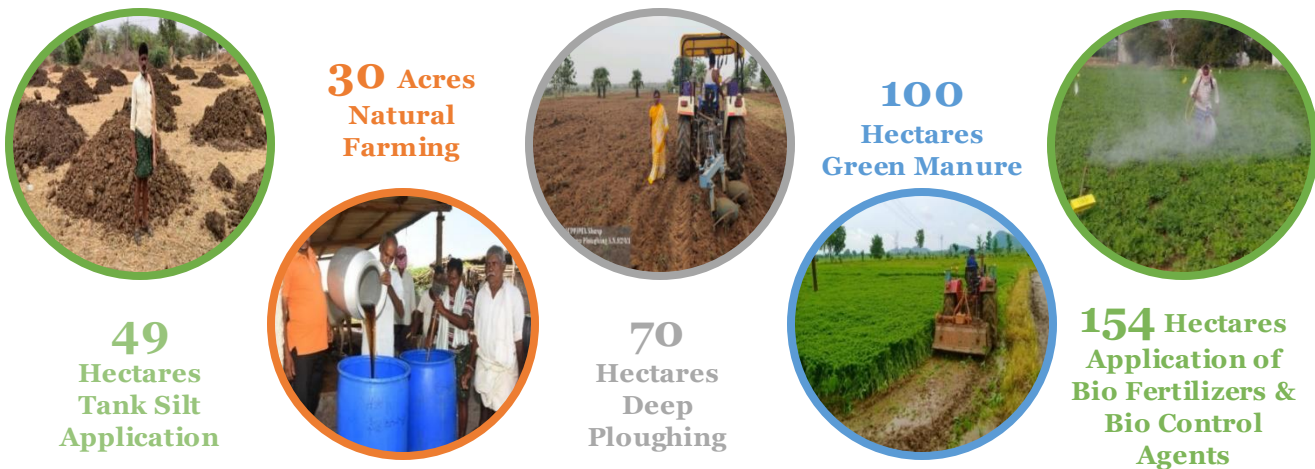 49
Hectares
Tank Silt
Application
30 Acres
Natural
Farming
70
Hectares
Deep
Ploughing
100
Hectares
Green Manure
154 Hectares
Application of
Bio Fertilizers &
Bio Control
Agents